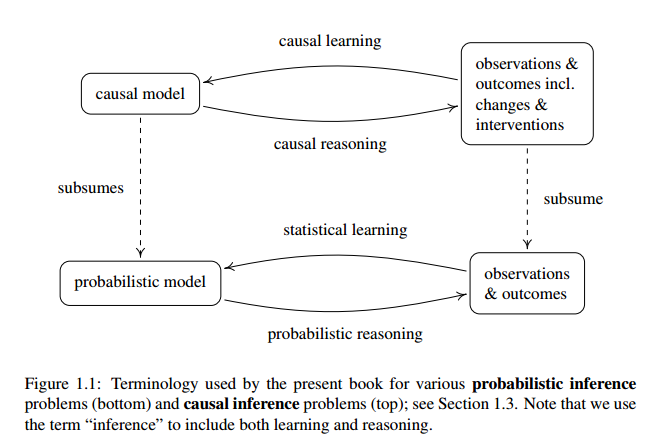 causal learning
observations &
outcomes incl.
changes &
interventions
causal model
causal reasoning
subsumes
subsume
statistical learning
observations
& outcomes
probabilistic model
probabilistic reasoning
Figure 1.1: Terminology used by the present book for various probabilistic inference
problems (bottom) and causal inference problems (top); see Section 1.3. Note that we use
the term “inference” to include both learning and reasoning.